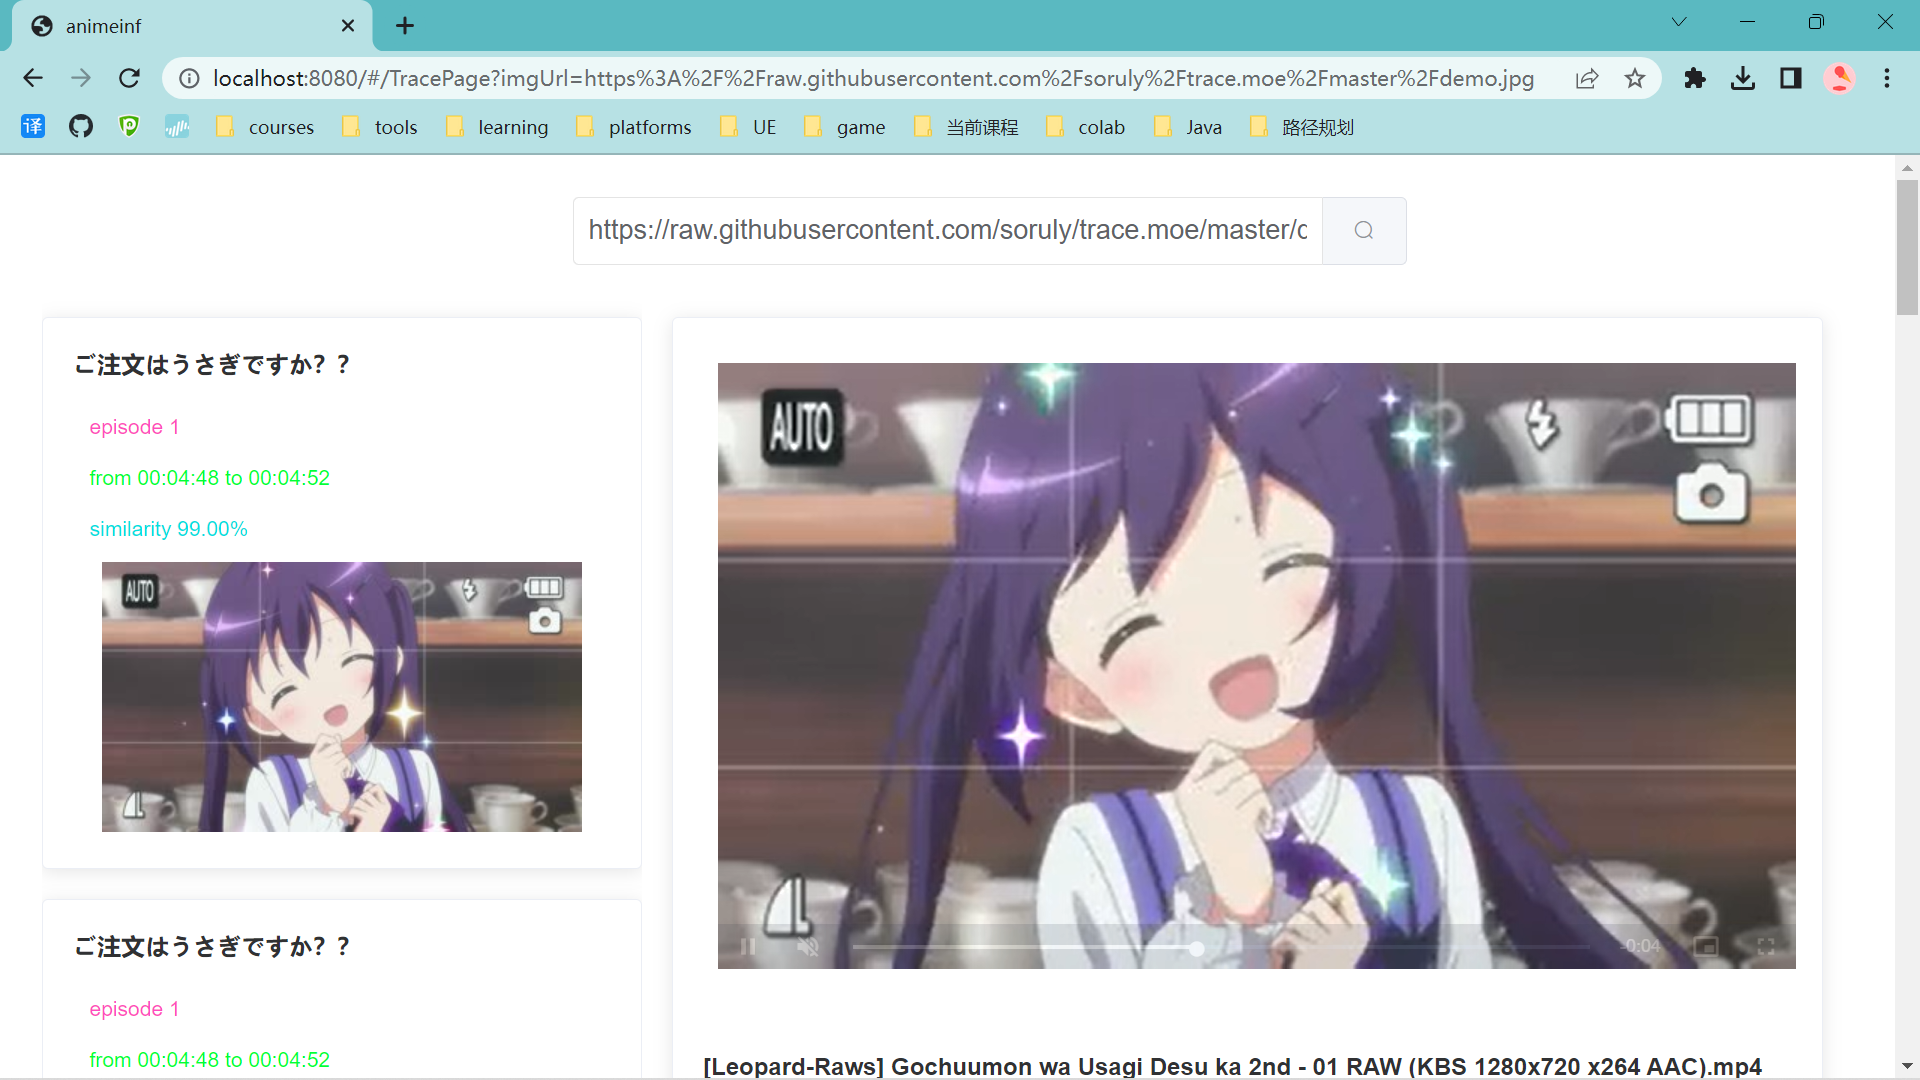 animeinf
localhost:8080/#/TracePage?imgUrl=https%3A%2F%2Fraw.githubusercontent.com%2Fsoruly%2Ftrace.moe%2Fmaster%2Fdemo.jpg
译 courses tools learning platforms UE game 当前课程 colab Java 路径规划
https://raw.githubusercontent.com/soruly/trace.moe/master/
ご注文はうさぎですか？？
episode 1
from 00:04:48 to 00:04:52
similarity 99.00%
AUTO
ご注文はうさぎですか？？
episode 1
from 00:04:48 to 00:04:52
AUTO
-0:04
[Leopard-Raws] Gochuumon wa Usagi Desu ka 2nd - 01 RAW (KBS 1280x720 x264 AAC).mp4